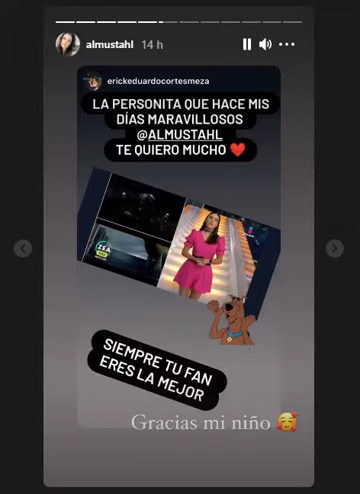 almustahl 14 h
erickeduardocortesmeza
LA PERSONITA QUE HACE MIS
DÍAS MARAVILLOSOS
@ALMUSTAHL
TE QUIERO MUCHO ❤️
ZEA
SIEMPRE TU FAN
ERES LA MEJOR
Gracias mi niño 🥰